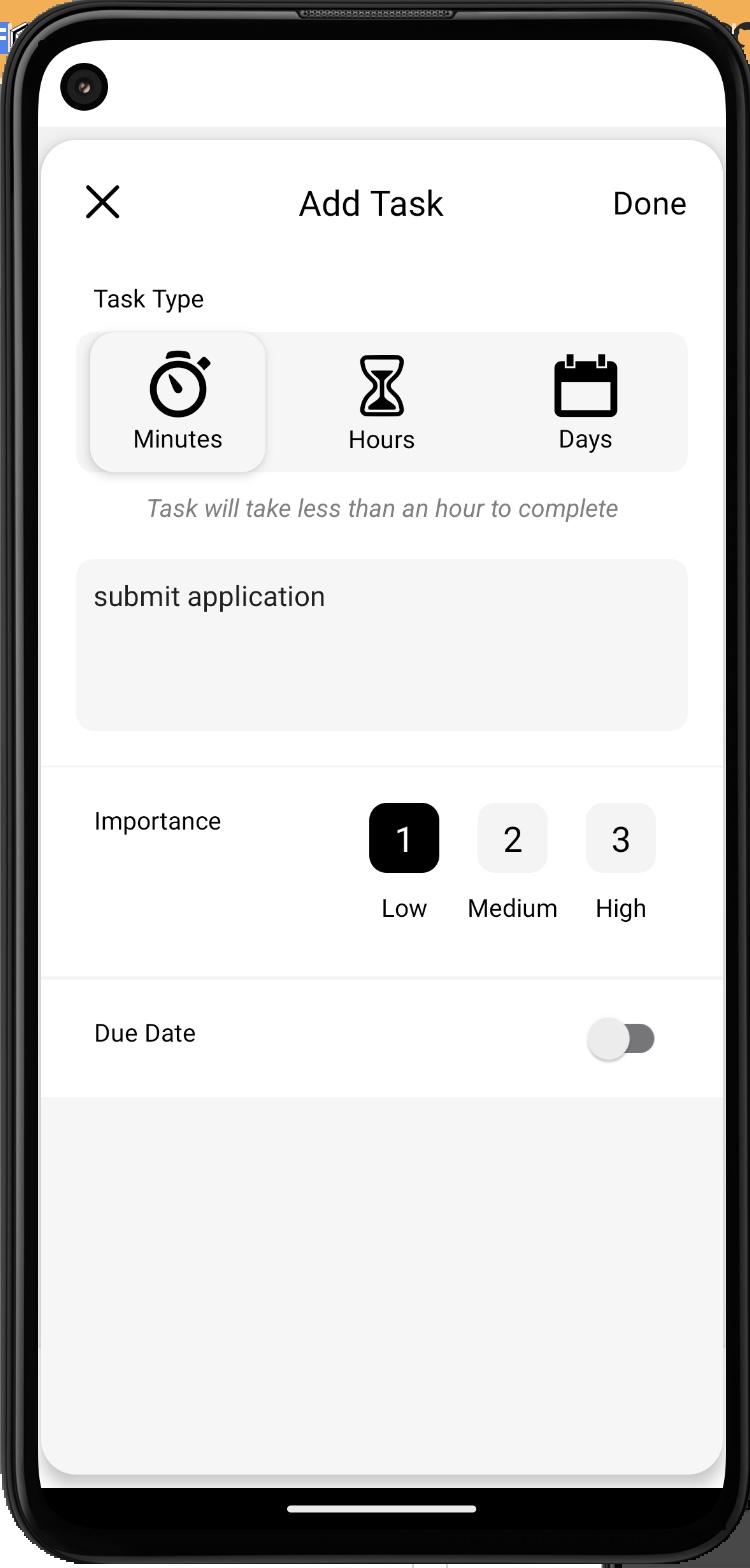 Add Task
Done
Task Type
Minutes
Hours
Days
Task will take less than an hour to complete
submit application
Importance
1
2
3
Low
Medium
High
Due Date